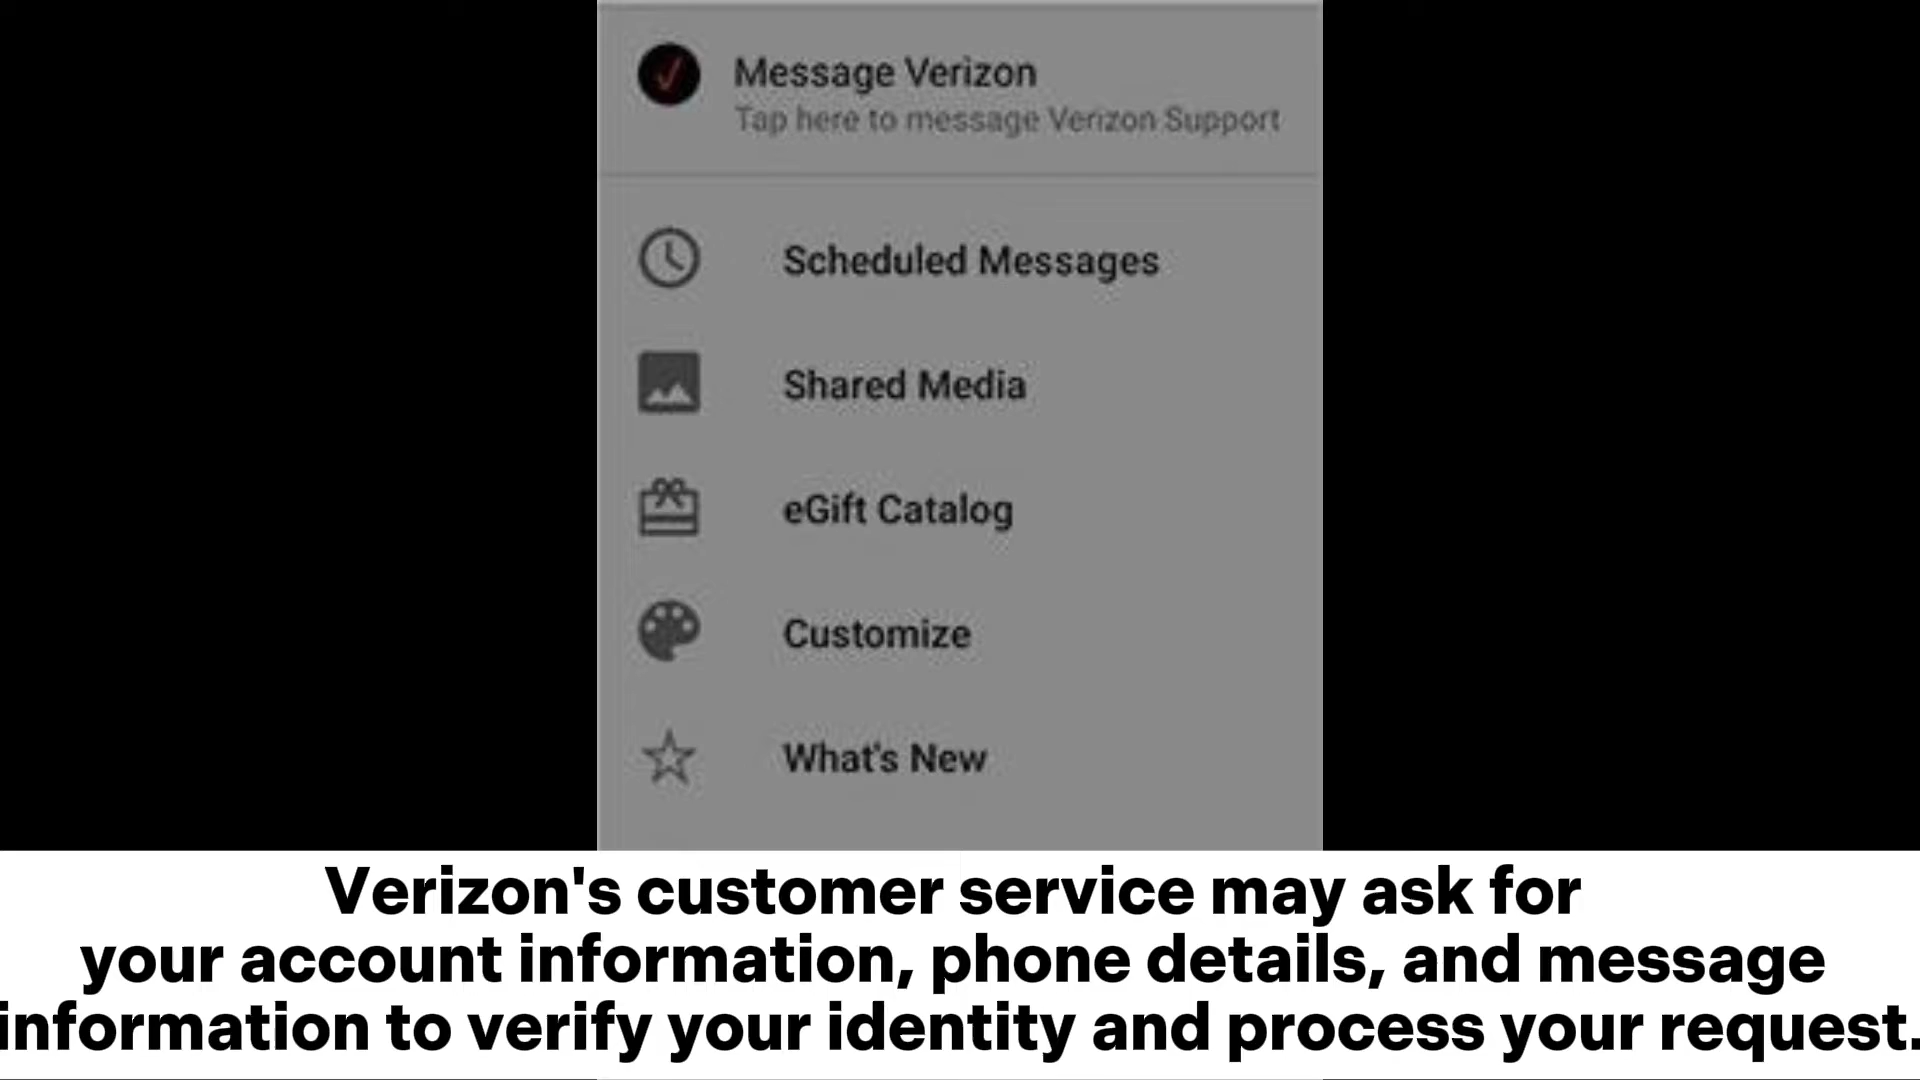 Message Verizon
Tap here to message Verizon Support
Scheduled Messages
Shared Media
eGift Catalog
Customize
What's New
Verizon's customer service may ask for
your account information, phone details, and message
information to verify your identity and process your request.